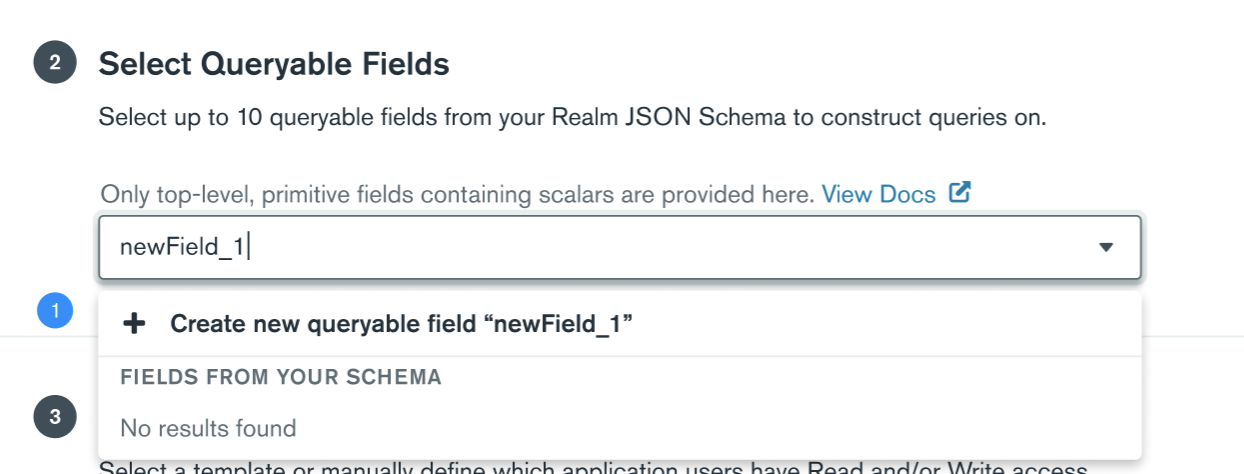 2
Select Queryable Fields
Select up to 10 queryable fields from your Realm JSON Schema to construct queries on.
Only top-level, primitive fields containing scalars are provided here. View Docs
newField_1
1
Create new queryable field “newField_1”
FIELDS FROM YOUR SCHEMA
3
No results found
Select a template or manually define which application users have Read and/or Write access